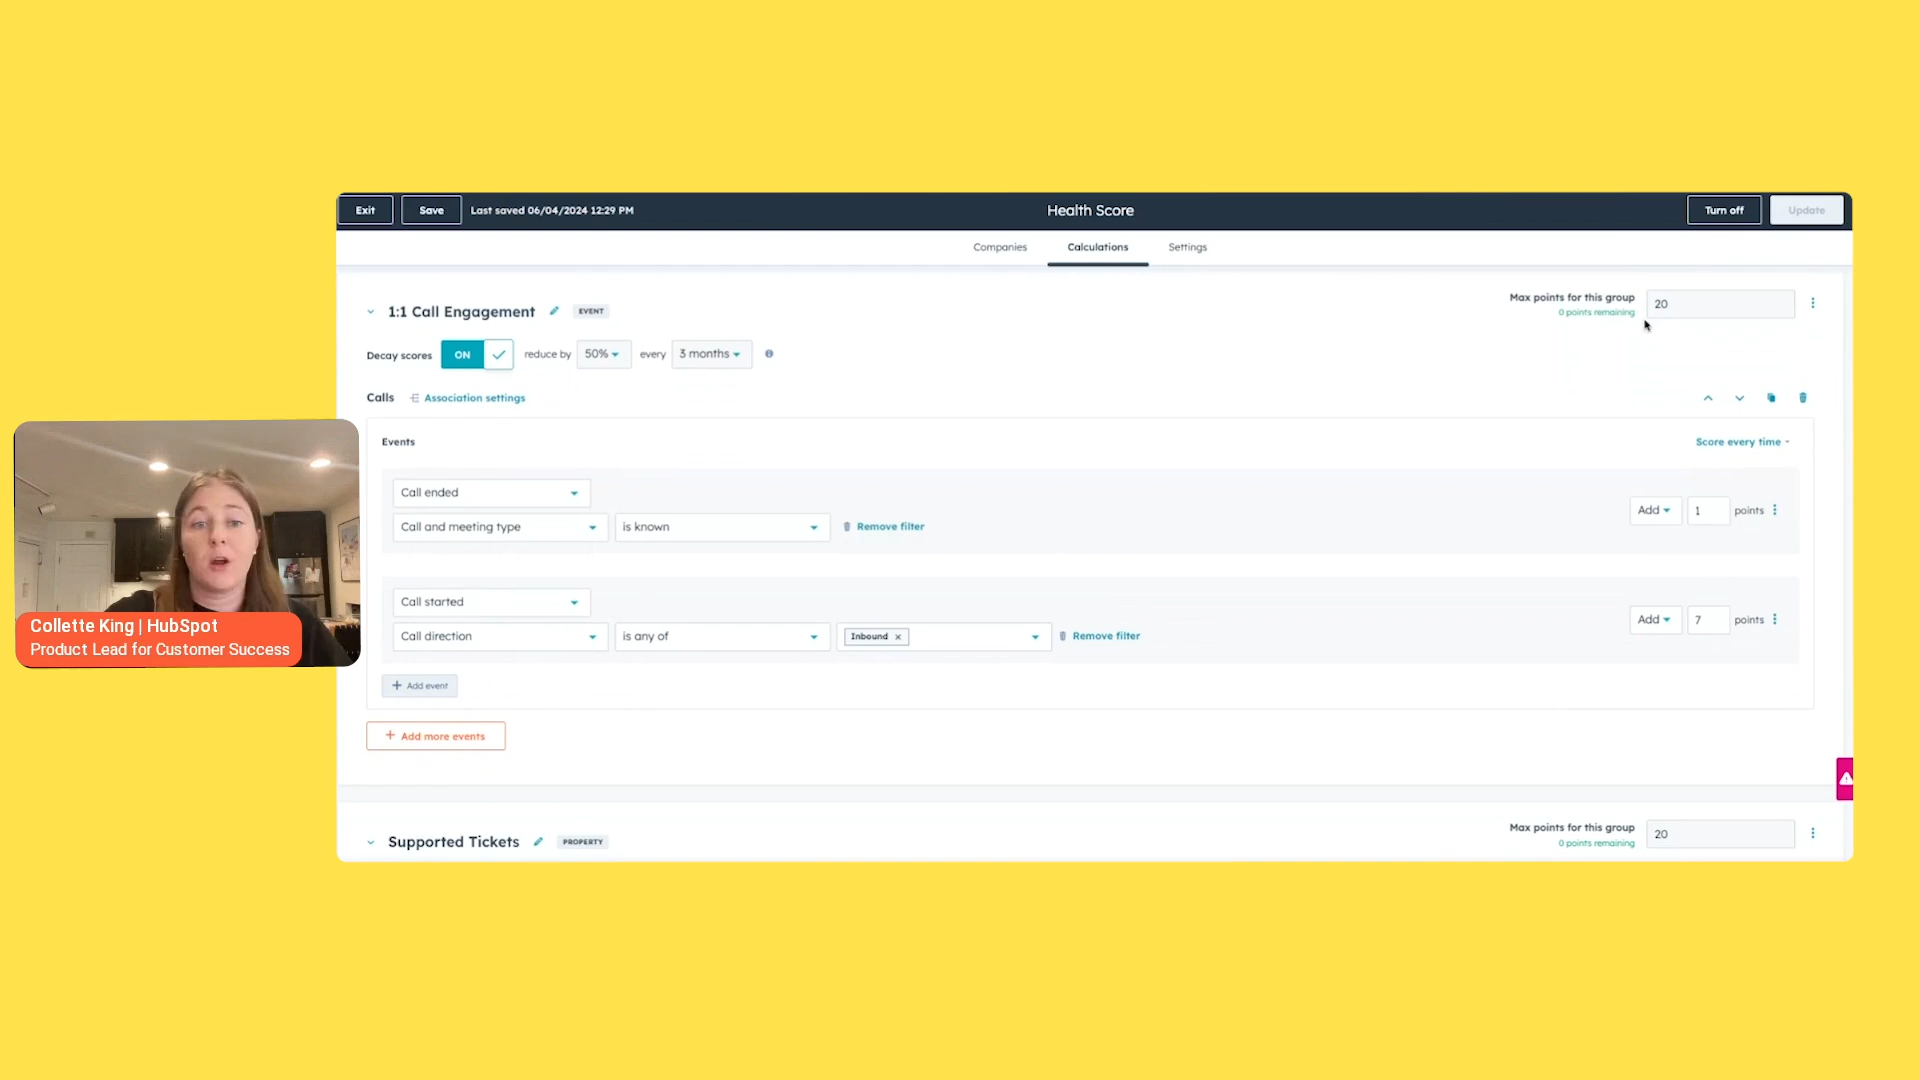 Exit
Save
Last saved 06/04/2024 12:29 PM
Health Score
Turn off
Update
Companies
Calculations
Settings
1:1 Call Engagement
EVENT
Max points for this group
0 points remaining
20
Decay scores
ON
reduce by
50%
every
3 months
Calls
Association settings
Events
Score every time
Call ended
Call and meeting type
is known
Remove filter
Add
1
points
Call started
Call direction
is any of
Inbound
Remove filter
Add
7
points
+ Add event
+ Add more events
Supported Tickets
PROPERTY
Max points for this group
0 points remaining
20
Collette King | HubSpot
Product Lead for Customer Success